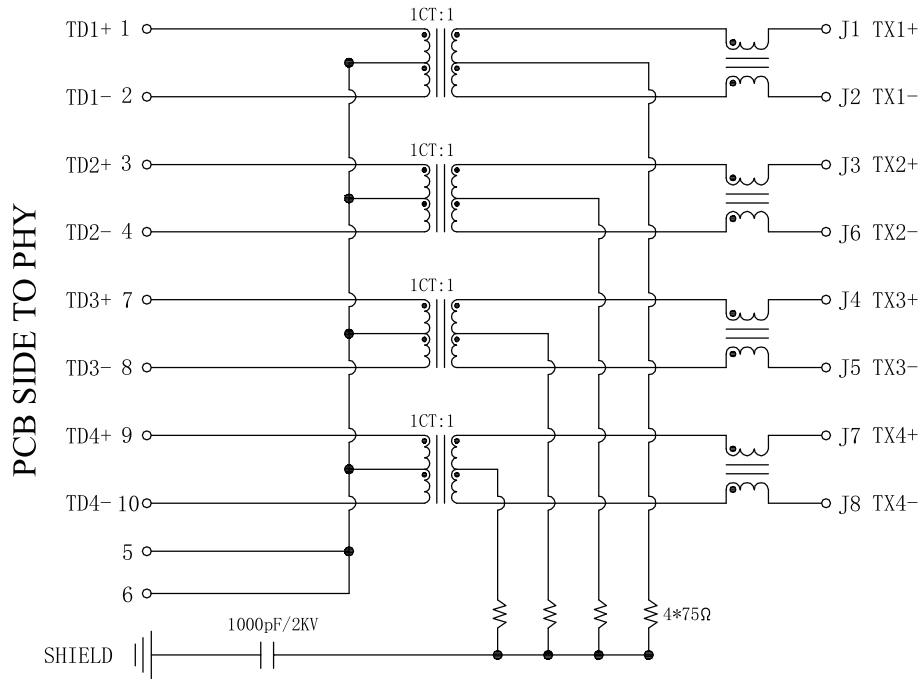 1CT:1
TD1+ 1
J1 TX1+
TD1- 2
J2 TX1-
1CT:1
TD2+ 3
J3 TX2+
TD2- 4
J6 TX2-
PCB SIDE TO PHY
1CT:1
TD3+ 7
J4 TX3+
TD3- 8
J5 TX3-
1CT:1
TD4+ 9
J7 TX4+
TD4- 10
J8 TX4-
5
6
1000pF/2KV
4*75Ω
SHIELD